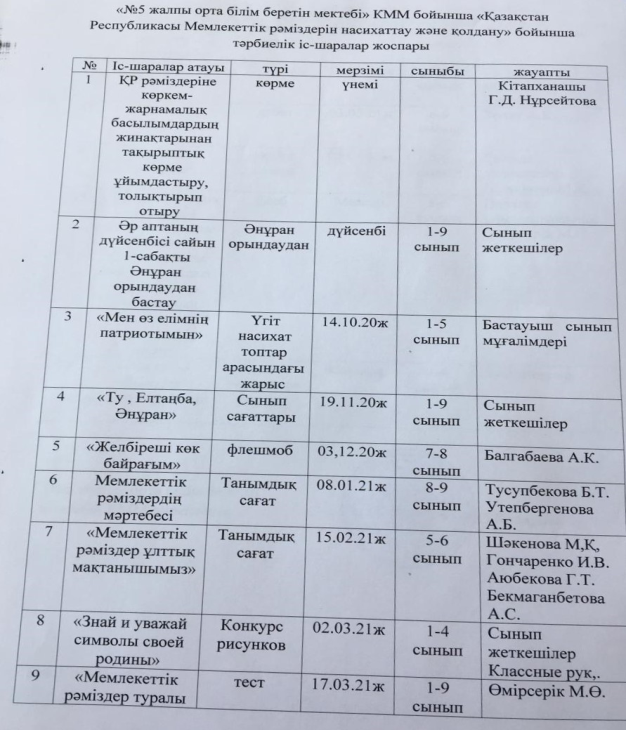 «№5 жалпы орта білім беретін мектебі» КММ бойынша «Қазақстан
Республикасы Мемлекеттік рәміздерін насихаттау және қолдану» бойынша
тәрбиелік іс-шаралар жоспары
№ Іс-шаралар атауы түрі мерзімі сыныбы жауапты
1 ҚР рәміздеріне көрме үнемі Кітапханашы
көркем- Г.Д. Нұрсейтова
жарнамалық
басылымдардың
жинақтарынан
тақырыптық
көрме
ұйымдастыру,
толықтырып
отыру
2 Әр аптаның Әнұран дүйсенбі 1-9 Сынып
дүйсенбісі сайын орындаудан сынып жеткешілер
1-сабақты
Әнұран
орындаудан
бастау
3 «Мен өз елімнің Үгіт 14.10.20ж 1-5 Бастауыш сынып
патриотымын» насихат сынып мұғалімдері
топтар
арасындағы
жарыс
4 «Ту , Елтаңба, Сынып 19.11.20ж 1-9 Сынып
Әнұран» сағаттары сынып жеткешілер
5 «Желбіреші көк флешмоб 03,12.20ж 7-8 Балгабаева А.К.
байрағым» сынып
6 Мемлекеттік Танымдық 08.01.21ж 8-9 Тусупбекова Б.Т.
рәміздердің сағат сынып Утепбергенова
мәртебесі А.Б.
7 «Мемлекеттік Танымдық 15.02.21ж 5-6 Шәкенова М,Қ,
рәміздер ұлттық сағат сынып Гончаренко И.В.
мақтанышымыз» Аюбекова Г.Т.
Бекмаганбетова
А.С.
8 «Знай и уважай Конкурс 02.03.21ж 1-4 Сынып
символы своей рисунков сынып жеткешілер
родины» Классные рук,.
9 «Мемлекеттік тест 17.03.21ж 1-9 Өмірсерік М.Ө.
рәміздер туралы сынып